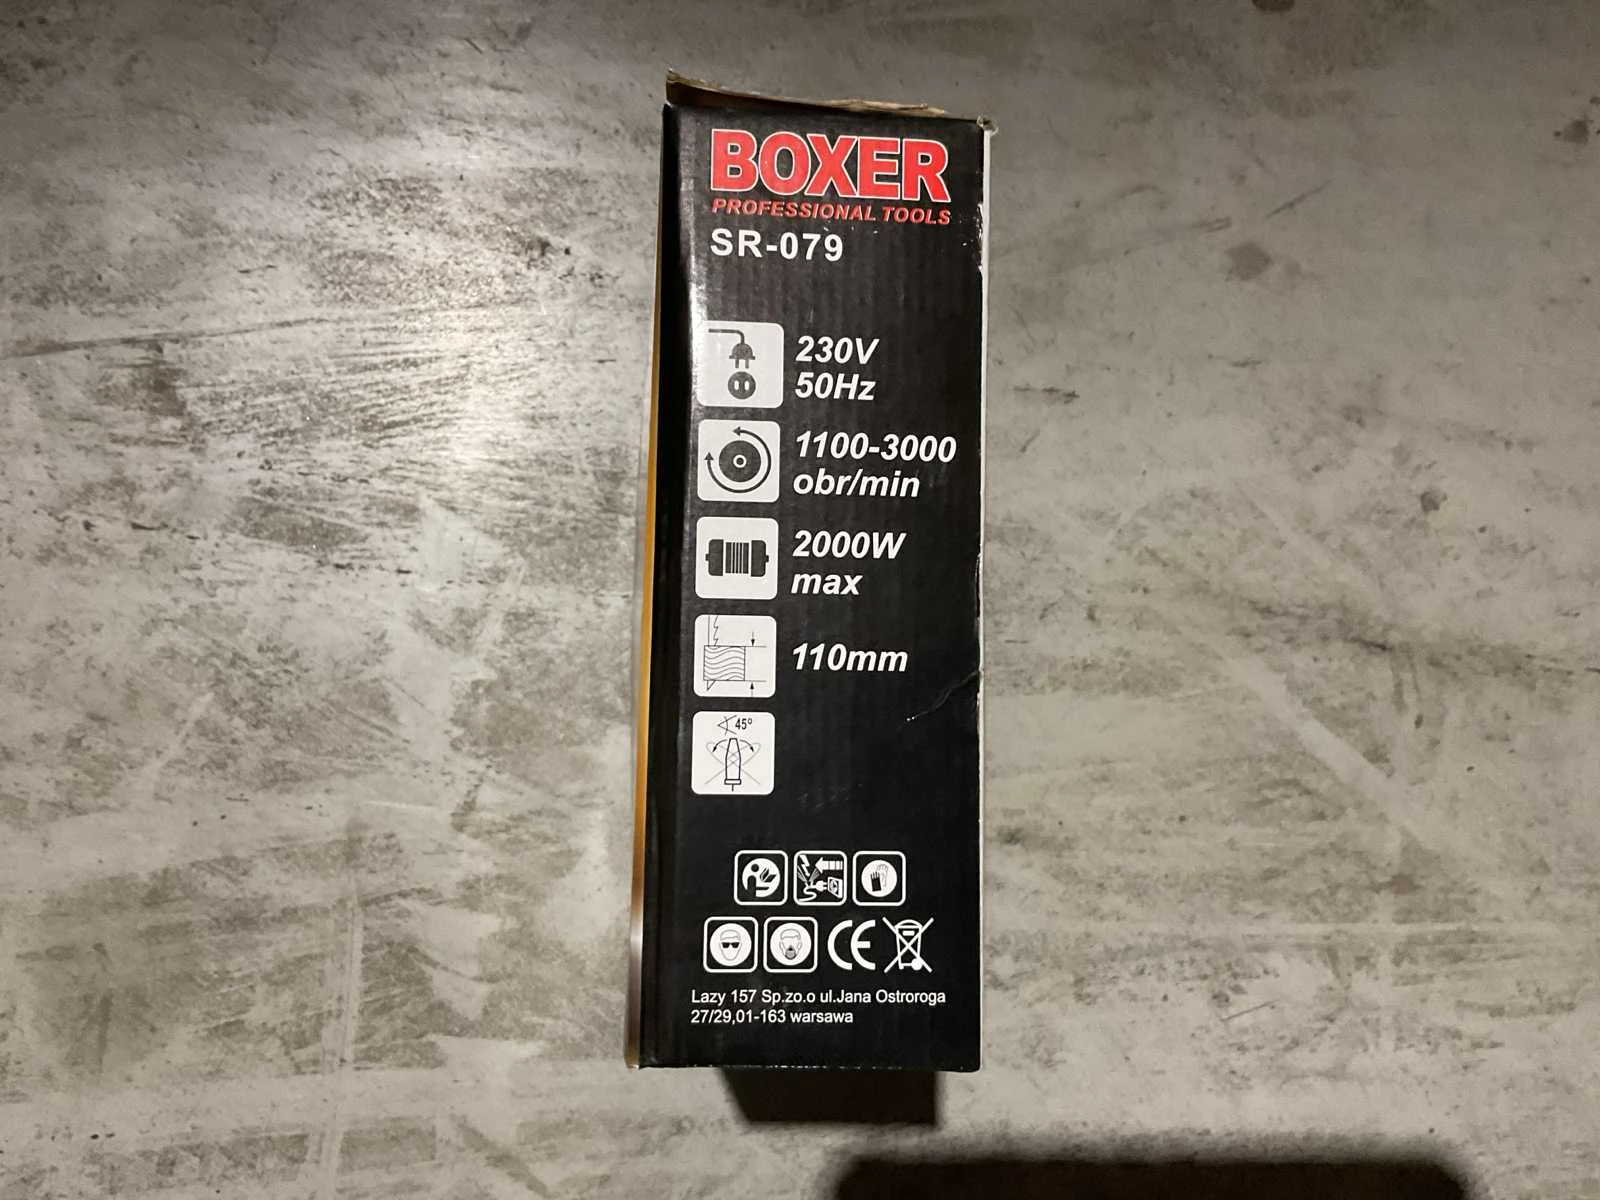 BOXER
PROFESSIONAL TOOLS
SR-079
230V
50Hz
1100-3000
obr/min
2000W
max
110mm
45°
CE
Lazy 157 Sp.zo.o ul.Jana Ostroroga
27/29,01-163 warsawa